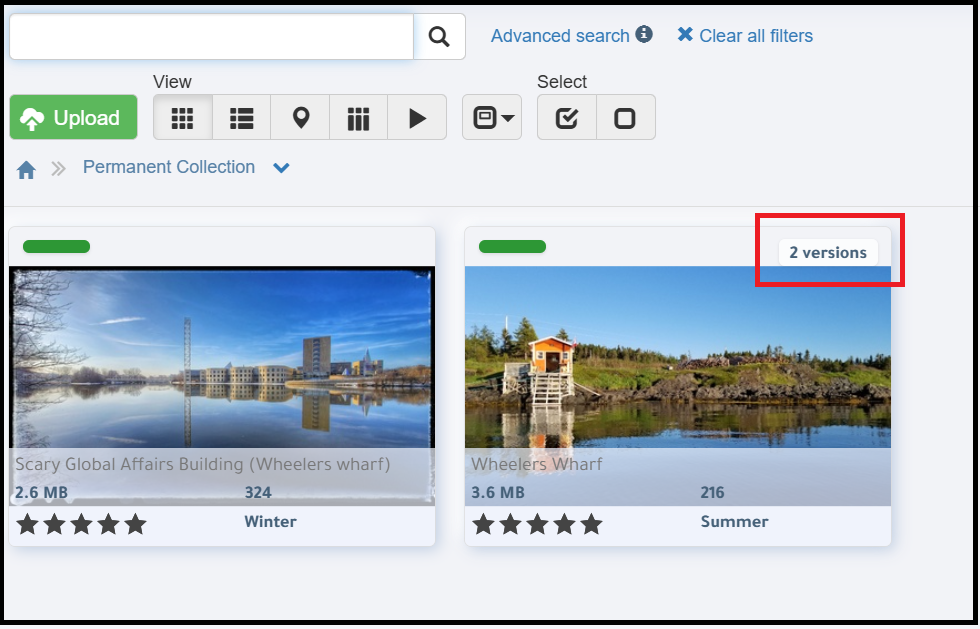 Advanced search
Clear all filters
View
Select
Upload
Permanent Collection
2 versions
Scary Global Affairs Building (Wheelers wharf)
2.6 MB 324
Winter
Wheelers Wharf
3.6 MB 216
Summer